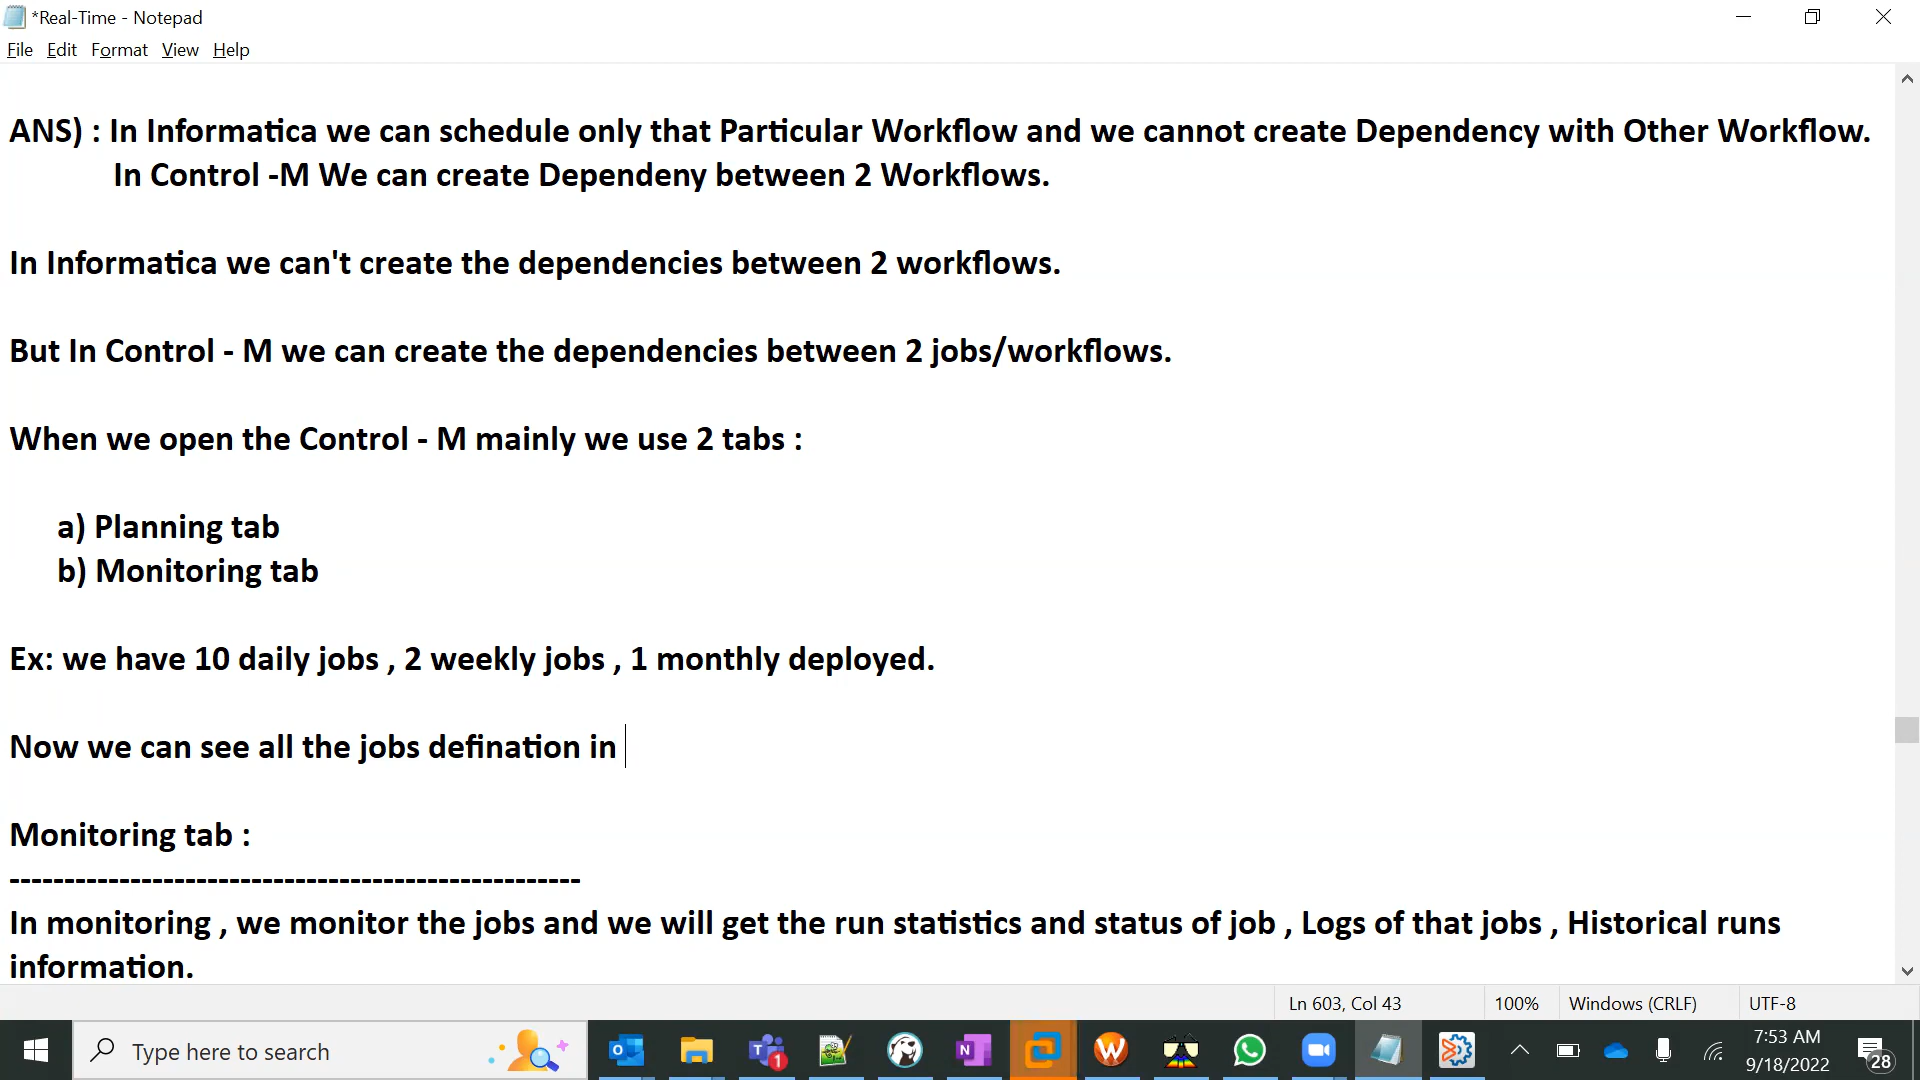 *Real-Time - Notepad
File Edit Format View Help
ANS) : In Informatica we can schedule only that Particular Workflow and we cannot create Dependency with Other Workflow.
In Control -M We can create Dependeny between 2 Workflows.
In Informatica we can't create the dependencies between 2 workflows.
But In Control - M we can create the dependencies between 2 jobs/workflows.
When we open the Control - M mainly we use 2 tabs :
a) Planning tab
b) Monitoring tab
Ex: we have 10 daily jobs , 2 weekly jobs , 1 monthly deployed.
Now we can see all the jobs defination in
Monitoring tab :
----------------------------------------------------
In monitoring , we monitor the jobs and we will get the run statistics and status of job , Logs of that jobs , Historical runs
information.
Ln 603, Col 43 100% Windows (CRLF) UTF-8
Type here to search
1
7:53 AM
9/18/2022
28